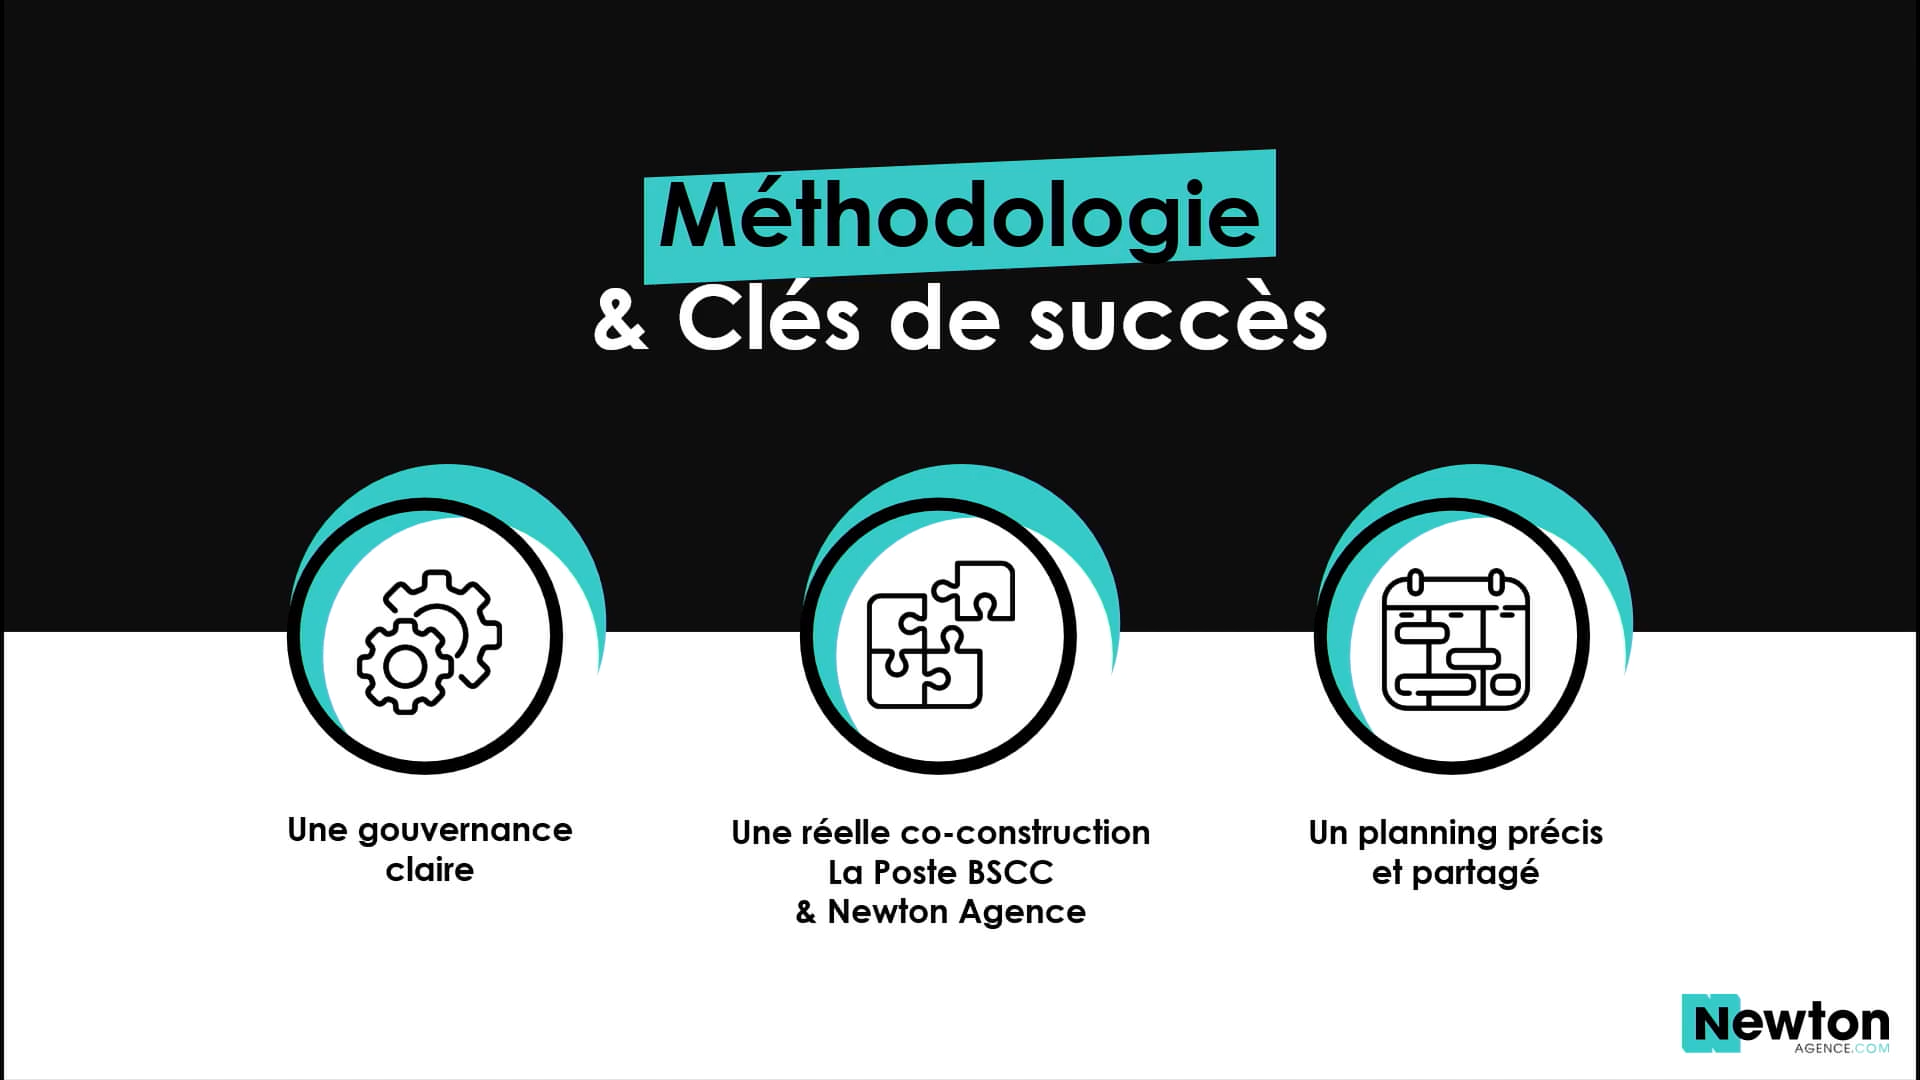 Méthodologie
& Clés de succès
Une gouvernance
claire
Une réelle co-construction
La Poste BSCC
& Newton Agence
Un planning précis
et partagé
Newton
AGENCE.COM